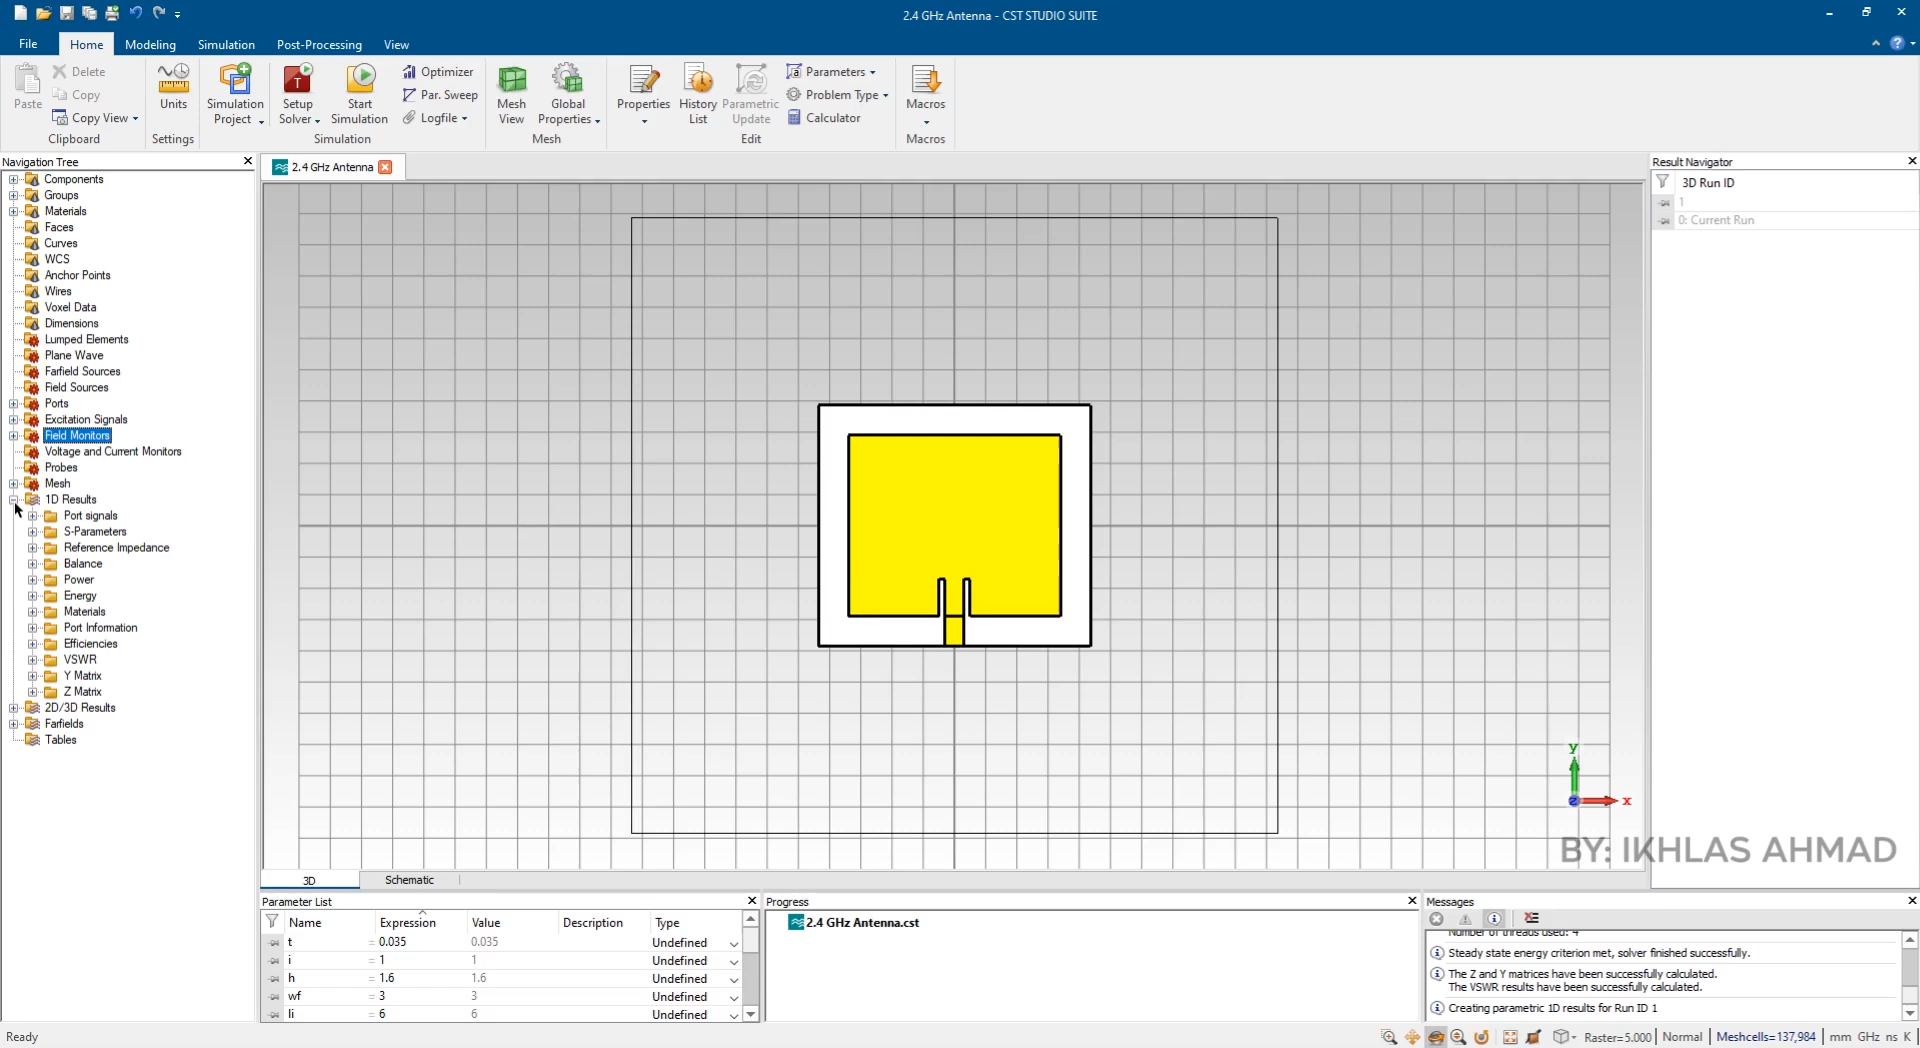 2.4 GHz Antenna - CST STUDIO SUITE
File
Home
Modeling
Simulation
Post-Processing
View
Paste
Delete
Copy
Copy View
Clipboard
Units
Settings
Simulation
Project
Setup
Solver
Start
Simulation
Optimizer
Par. Sweep
Logfile
Simulation
Mesh
View
Global
Properties
Mesh
Properties
History
List
Parametric
Update
Parameters
Problem Type
Calculator
Edit
Macros
Macros
Navigation Tree
Components
Groups
Materials
Faces
Curves
WCS
Anchor Points
Wires
Voxel Data
Dimensions
Lumped Elements
Plane Wave
Farfield Sources
Field Sources
Ports
Excitation Signals
Field Monitors
Voltage and Current Monitors
Probes
Mesh
1D Results
Port signals
S-Parameters
Reference Impedance
Balance
Power
Energy
Materials
Port Information
Efficiencies
VSWR
Y Matrix
Z Matrix
2D/3D Results
Farfields
Tables
2.4 GHz Antenna
y
z
x
BY: IKHLAS AHMAD
3D
Schematic
Result Navigator
3D Run ID
1
0: Current Run
Parameter List
Name Expression Value Description Type
t = 0.035 0.035 Undefined
i = 1 1 Undefined
h = 1.6 1.6 Undefined
wf = 3 3 Undefined
li = 6 6 Undefined
Progress
2.4 GHz Antenna.cst
Messages
Number of threads used: 4
Steady state energy criterion met, solver finished successfully.
The Z and Y matrices have been successfully calculated.
The VSWR results have been successfully calculated.
Creating parametric 1D results for Run ID 1
Ready
Raster=5.000 Normal Meshcells=137,984 mm GHz ns K